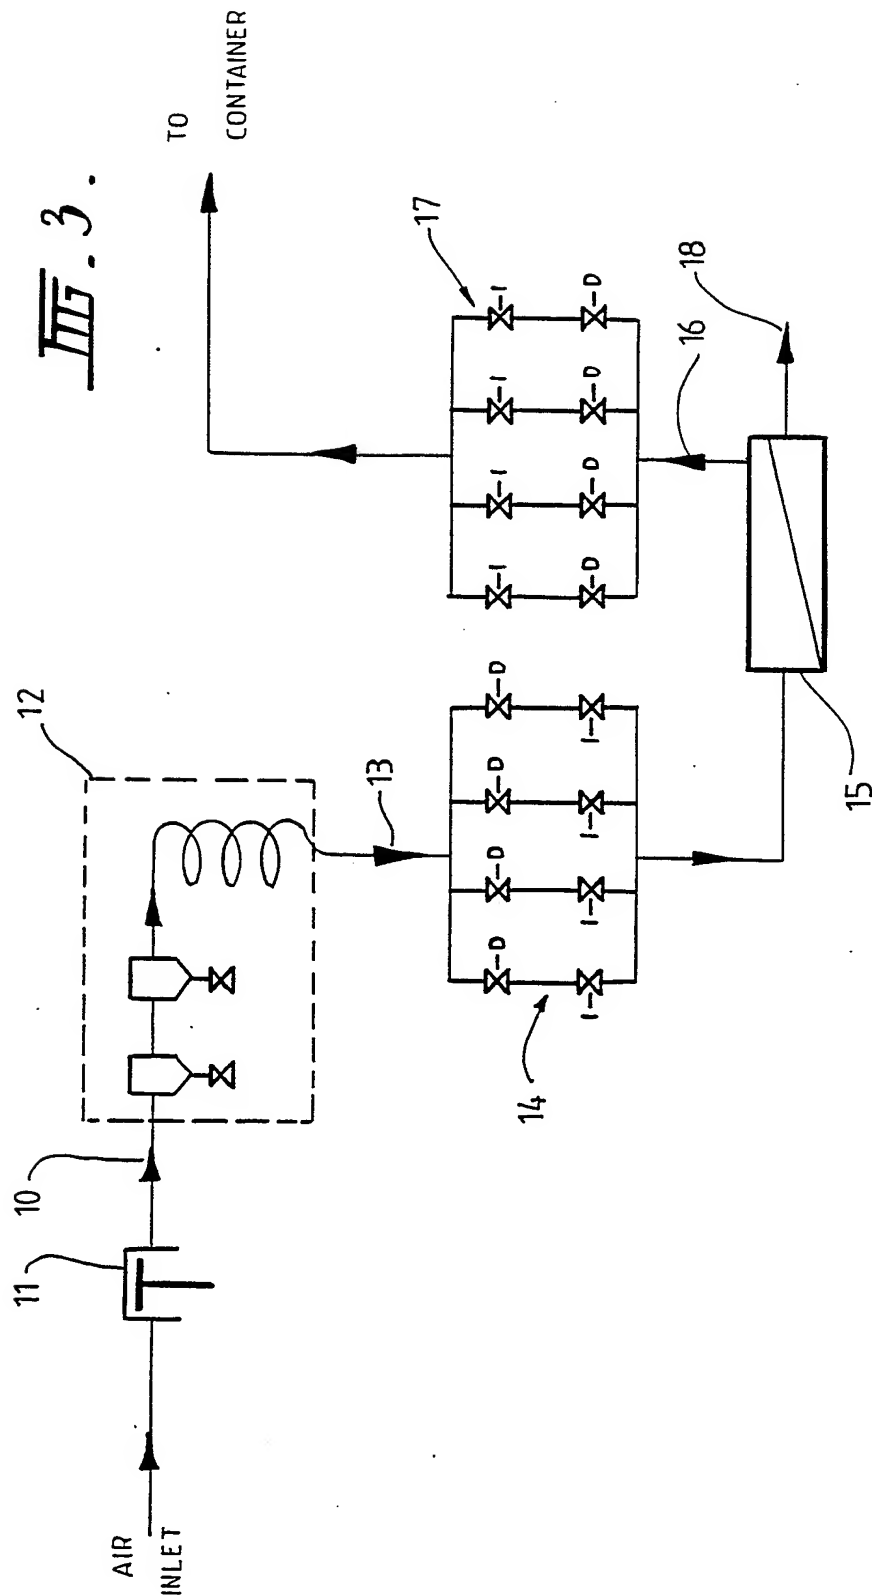 FIG. 3.
AIR
INLET
11
10
12
13
TO
CONTAINER
17
I
I
I
I
D
D
D
D
16
18
D
D
D
D
I
I
I
I
14
15